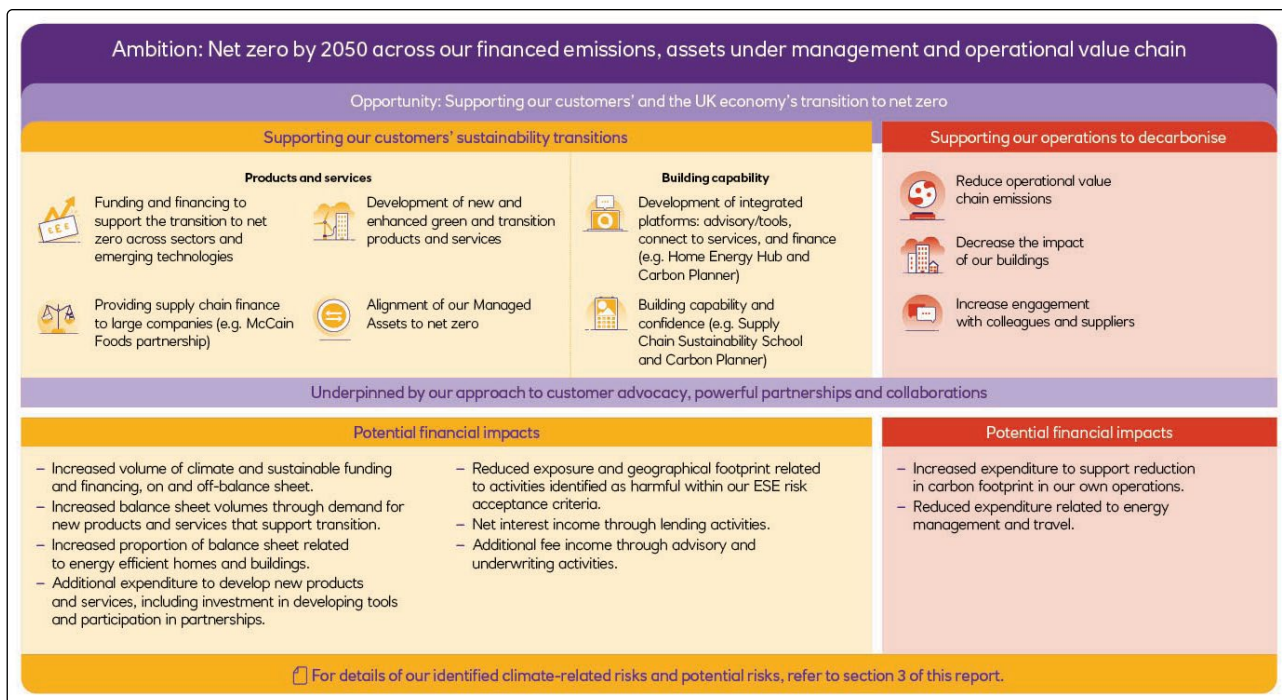 Ambition: Net zero by 2050 across our financed emissions, assets under management and operational value chain
Opportunity: Supporting our customers' and the UK economy's transition to net zero
Supporting our customers' sustainability transitions
Products and services
£££
Funding and financing to
support the transition to net
zero across sectors and
emerging technologies
Development of new and
enhanced green and transition
products and services
Providing supply chain finance
to large companies (e.g. McCain
Foods partnership)
Alignment of our Managed
Assets to net zero
Building capability
Development of integrated
platforms: advisory/tools,
connect to services, and finance
(e.g. Home Energy Hub and
Carbon Planner)
Building capability and
confidence (e.g. Supply
Chain Sustainability School
and Carbon Planner)
Supporting our operations to decarbonise
Reduce operational value
chain emissions
Decrease the impact
of our buildings
Increase engagement
with colleagues and suppliers
Underpinned by our approach to customer advocacy, powerful partnerships and collaborations
Potential financial impacts
– Increased volume of climate and sustainable funding
and financing, on and off-balance sheet.
– Increased balance sheet volumes through demand for
new products and services that support transition.
– Increased proportion of balance sheet related
to energy efficient homes and buildings.
– Additional expenditure to develop new products
and services, including investment in developing tools
and participation in partnerships.
– Reduced exposure and geographical footprint related
to activities identified as harmful within our ESE risk
acceptance criteria.
– Net interest income through lending activities.
– Additional fee income through advisory and
underwriting activities.
Potential financial impacts
– Increased expenditure to support reduction
in carbon footprint in our own operations.
– Reduced expenditure related to energy
management and travel.
For details of our identified climate-related risks and potential risks, refer to section 3 of this report.